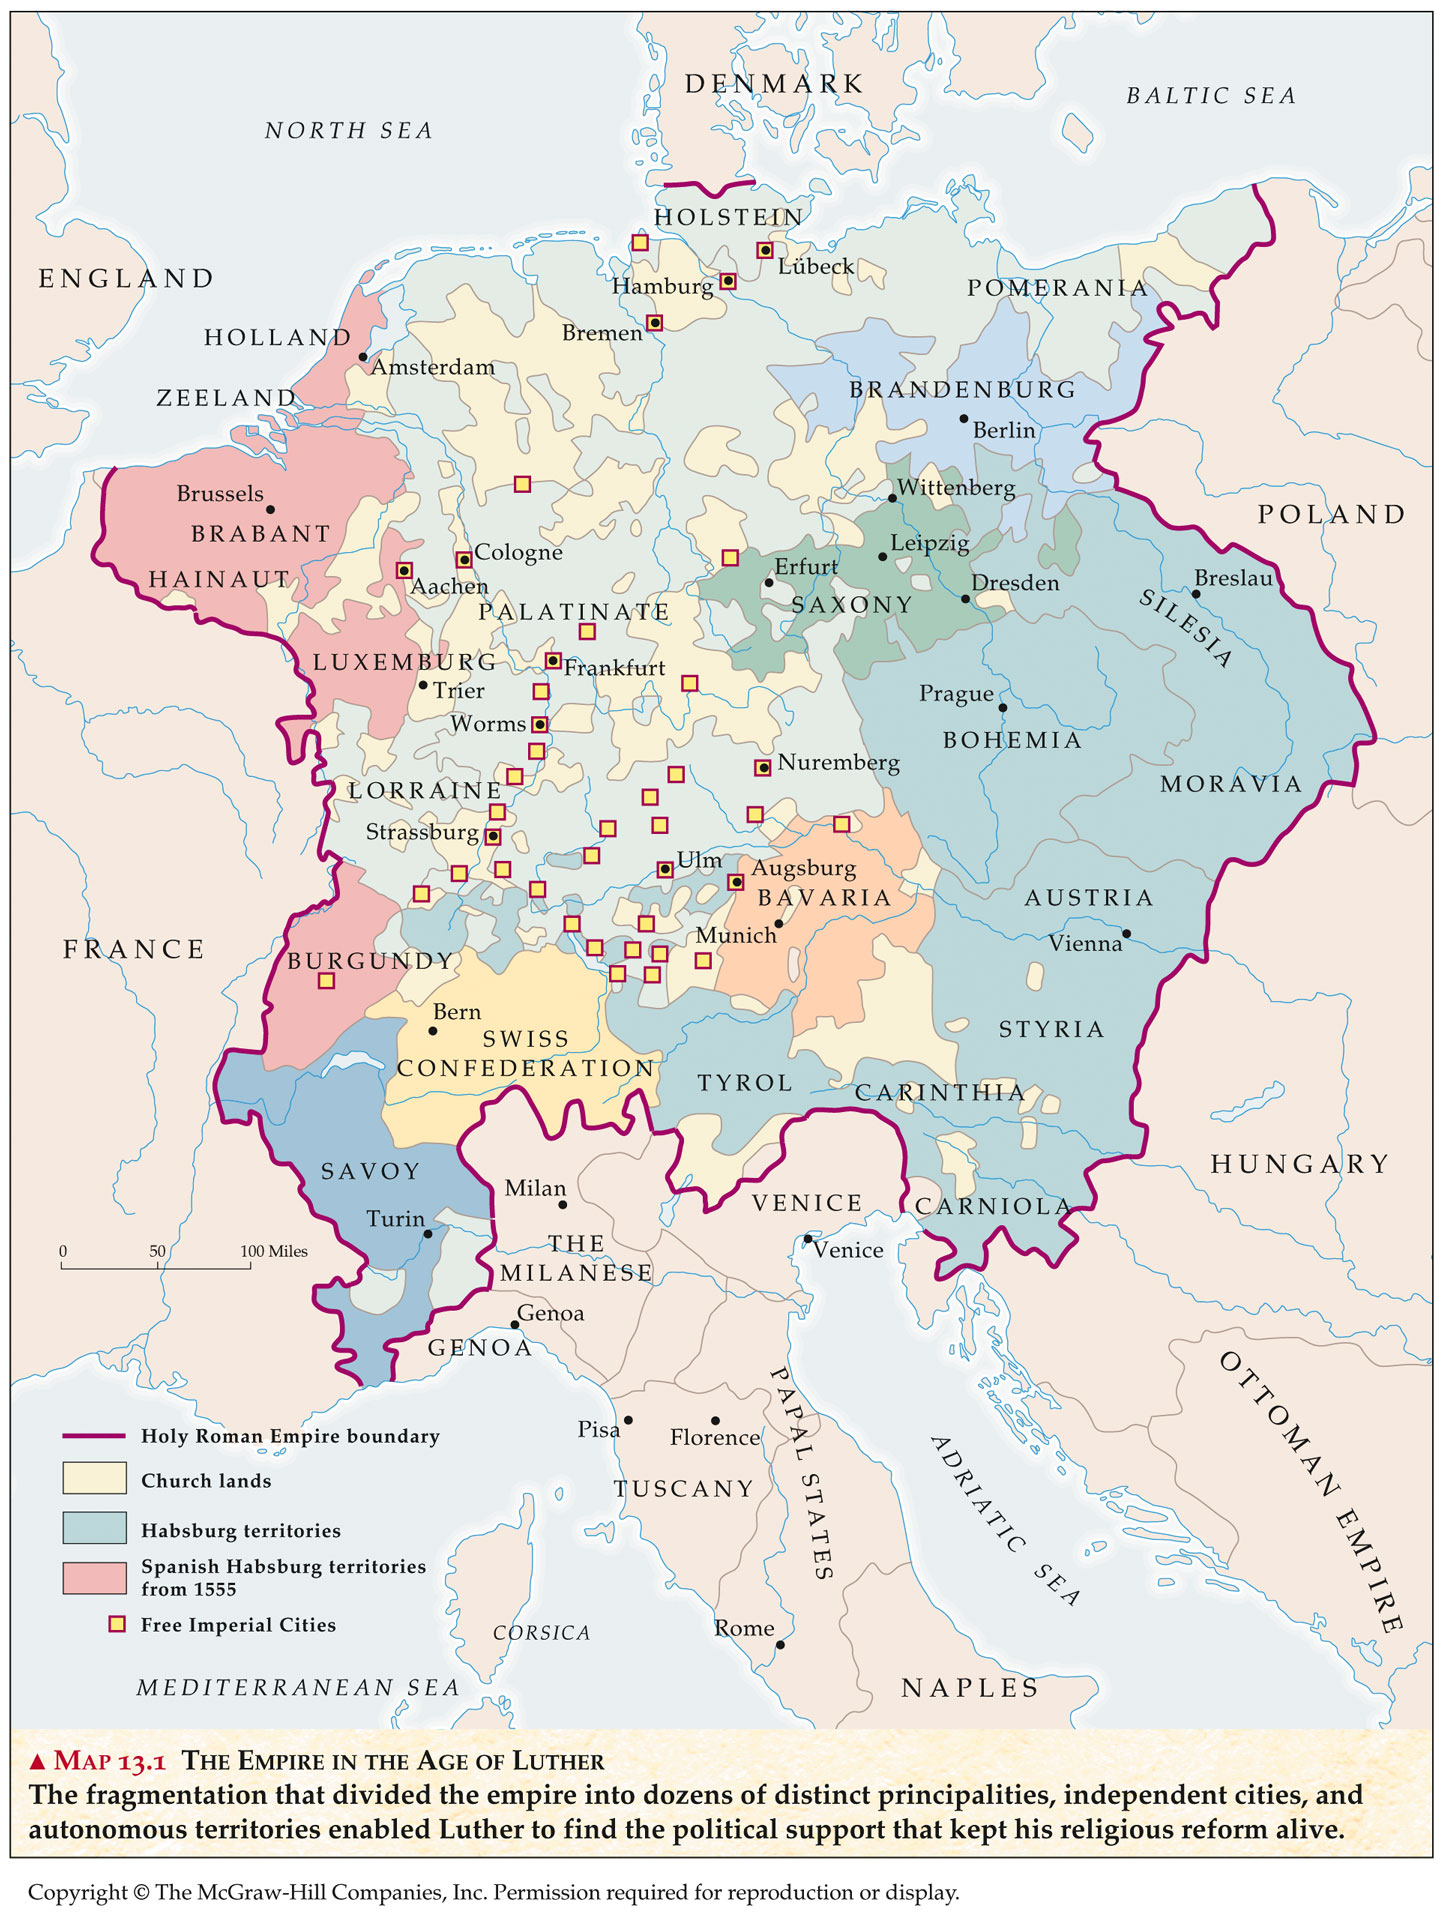 DENMARK
BALTIC SEA
NORTH SEA
HOLSTEIN
Lübeck
ENGLAND
Hamburg
POMERANIA
Bremen
HOLLAND
Amsterdam
ZEELAND
BRANDENBURG
Berlin
Brussels
Wittenberg
BRABANT
POLAND
Cologne
Leipzig
Erfurt
HAINAUT
Aachen
Dresden
Breslau
PALATINATE
SAXONY
SILESIA
LUXEMBURG
Frankfurt
Trier
Prague
Worms
BOHEMIA
Nuremberg
LORRAINE
MORAVIA
Strassburg
Ulm
Augsburg
BAVARIA
AUSTRIA
Munich
Vienna
FRANCE
BURGUNDY
Bern
SWISS
CONFEDERATION
STYRIA
TYROL
CARINTHIA
SAVOY
HUNGARY
Milan
VENICE
CARNIOLA
Turin
THE
MILANESE
Venice
0 50 100 Miles
Genoa
GENOA
OTTOMAN EMPIRE
PAPAL STATES
Pisa
Florence
TUSCANY
ADRIATIC SEA
Holy Roman Empire boundary
Church lands
Habsburg territories
Spanish Habsburg territories
from 1555
Free Imperial Cities
CORSICA
Rome
MEDITERRANEAN SEA
NAPLES
▲ MAP 13.1 THE EMPIRE IN THE AGE OF LUTHER
The fragmentation that divided the empire into dozens of distinct principalities, independent cities, and
autonomous territories enabled Luther to find the political support that kept his religious reform alive.
Copyright © The McGraw-Hill Companies, Inc. Permission required for reproduction or display.